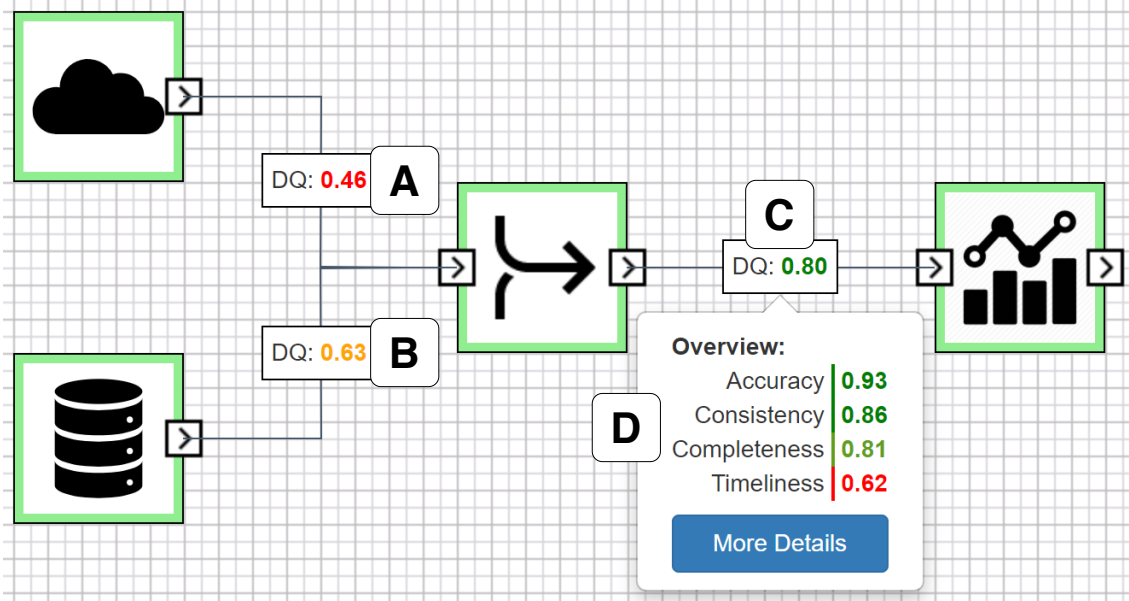 DQ: 0.46 A
C
DQ: 0.80
DQ: 0.63 B
Overview:
Accuracy 0.93
Consistency 0.86
D
Completeness 0.81
Timeliness 0.62
More Details